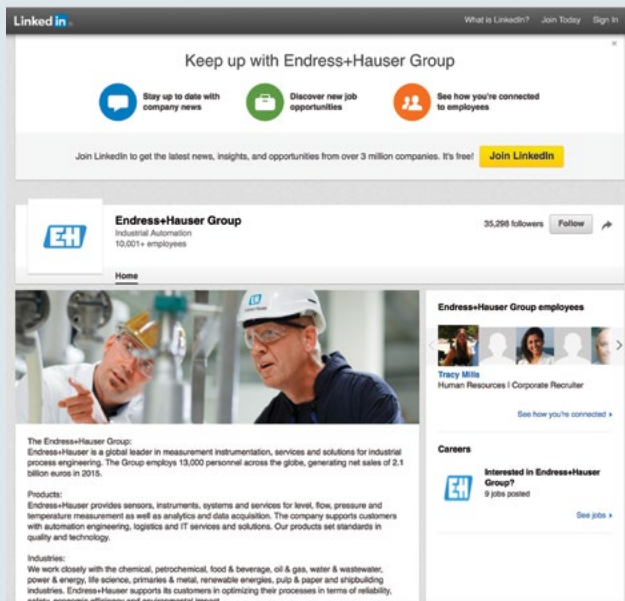 Linked in
What is LinkedIn? Join Today Sign In
×
Keep up with Endress+Hauser Group
Stay up to date with
company news
Discover new job
opportunities
See how you're connected
to employees
Join LinkedIn to get the latest news, insights, and opportunities from over 3 million companies. It's free! Join LinkedIn
EH
Endress+Hauser Group
Industrial Automation
10,001+ employees
35,298 followers Follow
Home
EH
Endress+Hauser Group employees
Tracy Mills
Human Resources | Corporate Recruiter
See how you're connected ›
The Endress+Hauser Group:
Endress+Hauser is a global leader in measurement instrumentation, services and solutions for industrial
process engineering. The Group employs 13,000 personnel across the globe, generating net sales of 2.1
billion euros in 2015.
Products:
Endress+Hauser provides sensors, instruments, systems and services for level, flow, pressure and
temperature measurement as well as analytics and data acquisition. The company supports customers
with automation engineering, logistics and IT services and solutions. Our products set standards in
quality and technology.
Industries:
We work closely with the chemical, petrochemical, food & beverage, oil & gas, water & wastewater,
power & energy, life science, primaries & metal, renewable energies, pulp & paper and shipbuilding
industries. Endress+Hauser supports its customers in optimizing their processes in terms of reliability,
safety, economic efficiency and environmental impact.
Careers
EH
Interested in Endress+Hauser
Group?
9 jobs posted
See jobs ›